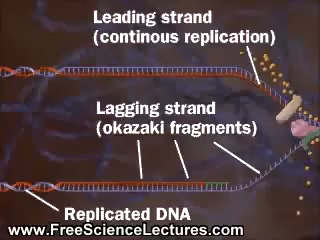 Leading strand
(continous replication)
Lagging strand
(okazaki fragments)
Replicated DNA
www.FreeScienceLectures.com